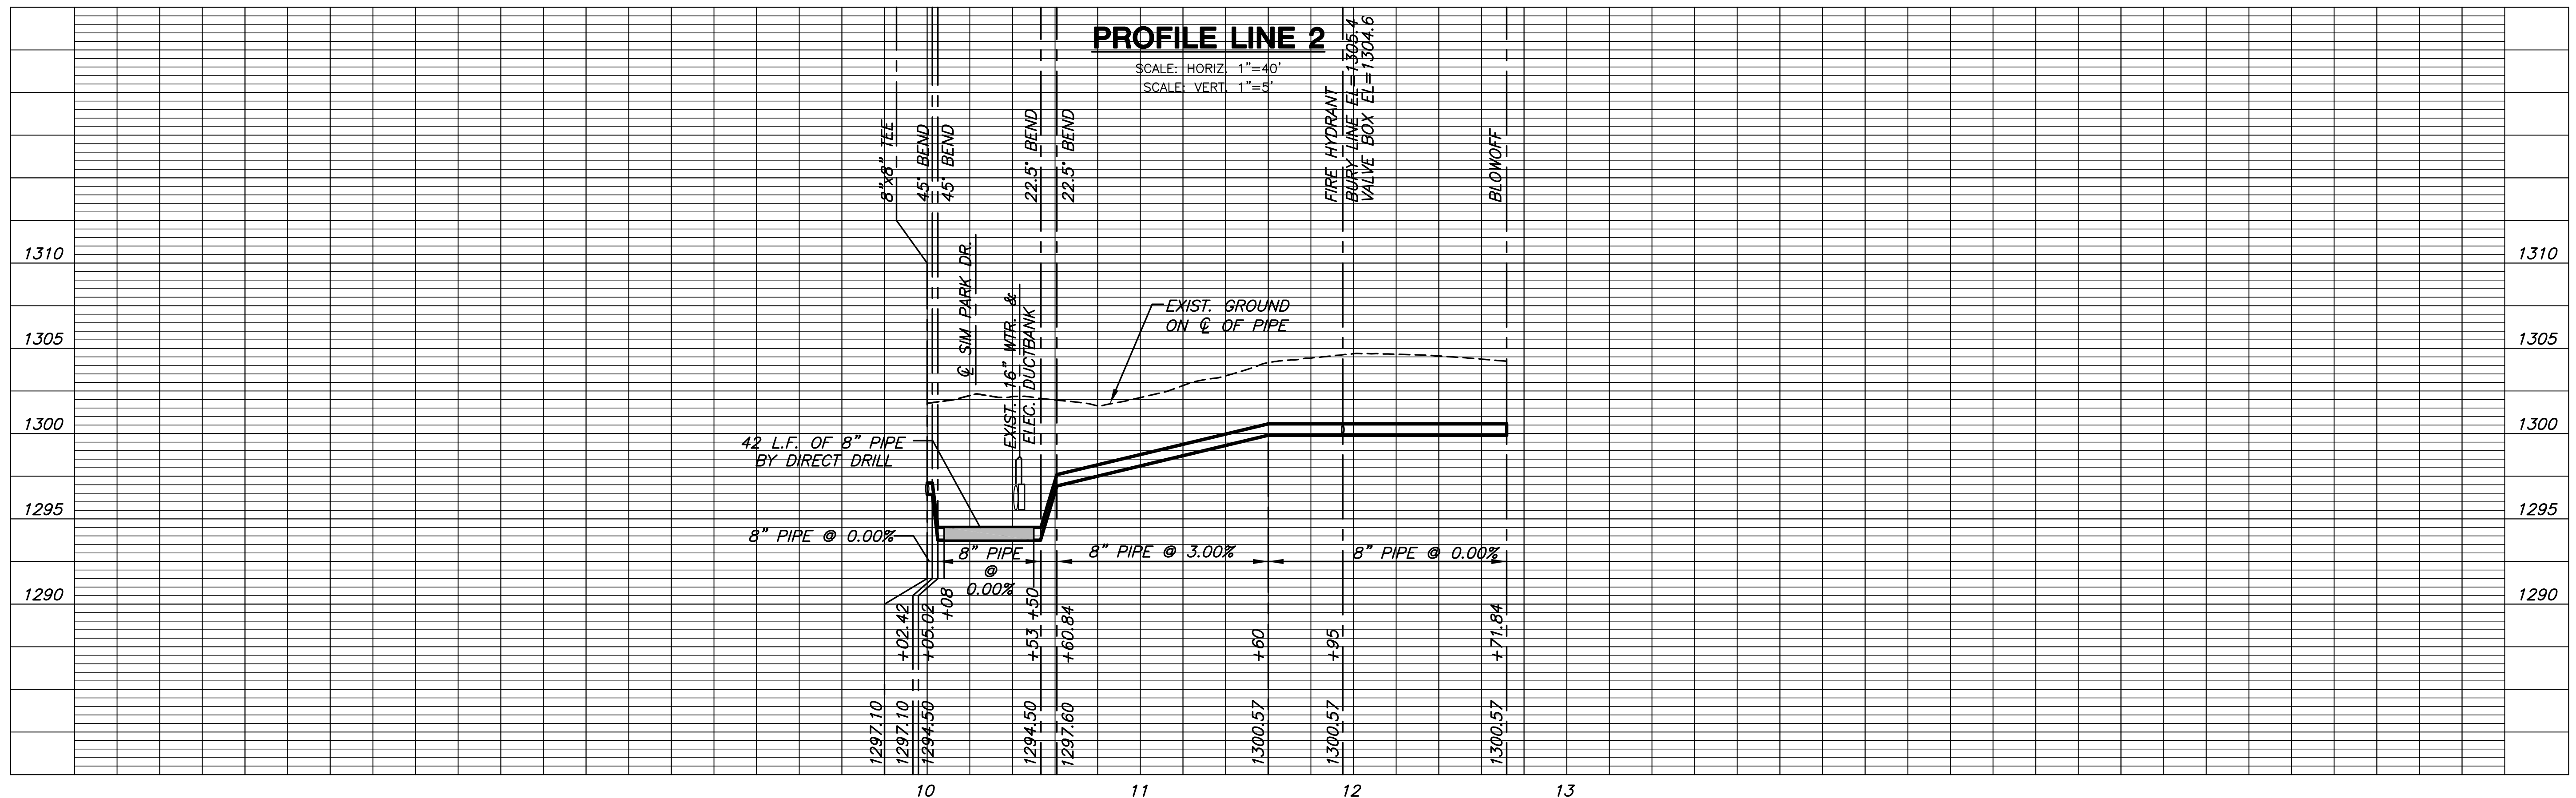 PROFILE LINE 2
SCALE: HORIZ. 1"=40'
SCALE: VERT. 1"=5'
8"x8" TEE
45° BEND
45° BEND
22.5° BEND
22.5° BEND
FIRE HYDRANT
BURY LINE EL=1305.4
VALVE BOX EL=1304.6
BLOWOFF
1310
1310
℄ SIM PARK DR.
EXIST. 16" WTR. &
ELEC. DUCTBANK
EXIST. GROUND
ON ℄ OF PIPE
1305
1305
1300
1300
42 L.F. OF 8" PIPE
BY DIRECT DRILL
1295
1295
8" PIPE @ 0.00%
8" PIPE
@
0.00%
8" PIPE @ 3.00%
8" PIPE @ 0.00%
1290
1290
+02.42
+05.02
+08
+50
+53
+60.84
+60
+95
+71.84
1297.10
1297.10
1294.50
1294.50
1297.60
1300.57
1300.57
1300.57
10
11
12
13